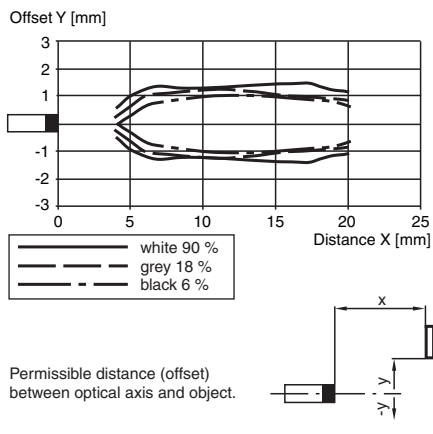 Offset Y [mm]
3
2
1
-1
-2
-3
0 5 10 15 20 25
Distance X [mm]
white 90 %
grey 18 %
black 6 %
x
y
-y
Permissible distance (offset)
between optical axis and object.